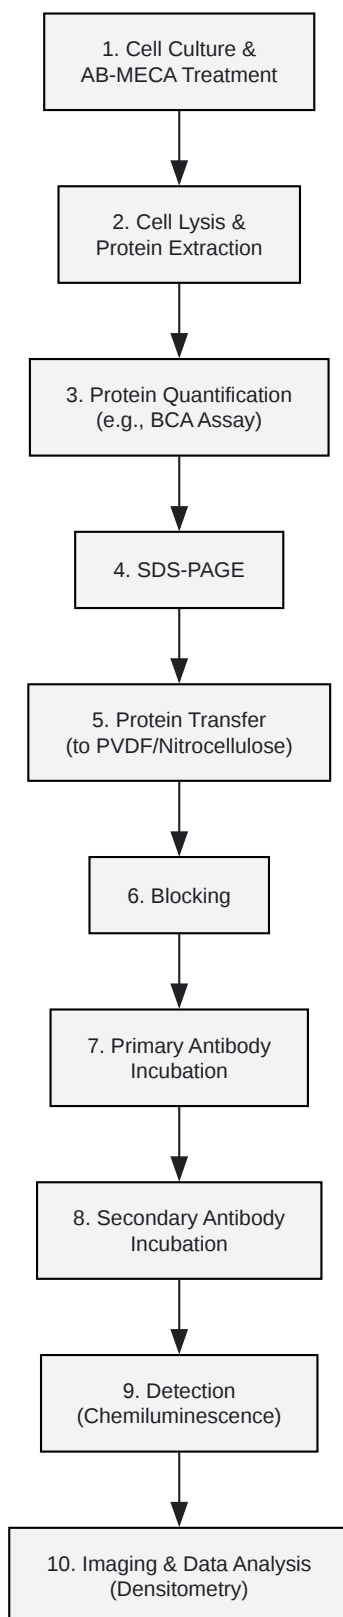 1. Cell Culture &
AB-MECA Treatment
2. Cell Lysis &
Protein Extraction
3. Protein Quantification
(e.g., BCA Assay)
4. SDS-PAGE
5. Protein Transfer
(to PVDF/Nitrocellulose)
6. Blocking
7. Primary Antibody
Incubation
8. Secondary Antibody
Incubation
9. Detection
(Chemiluminescence)
10. Imaging & Data Analysis
(Densitometry)